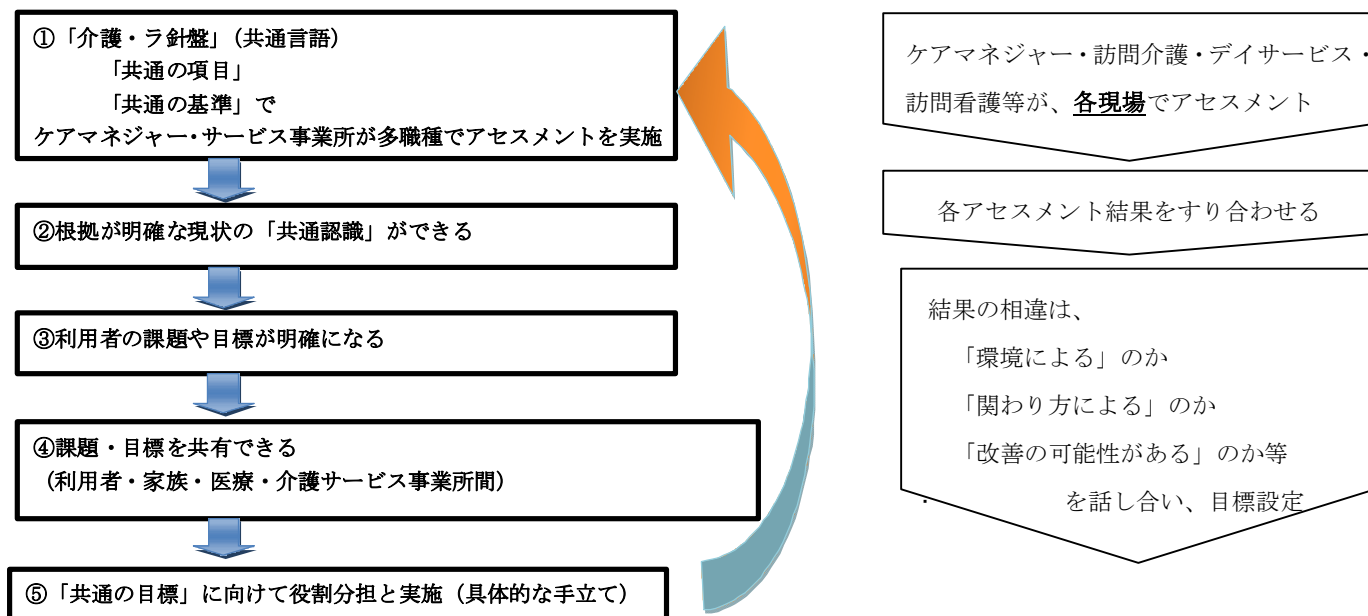 ①「介護・ラ針盤」(共通言語)
「共通の項目」
「共通の基準」で
ケアマネジャー・サービス事業所が多職種でアセスメントを実施
②根拠が明確な現状の「共通認識」ができる
③利用者の課題や目標が明確になる
④課題・目標を共有できる
(利用者・家族・医療・介護サービス事業所間)
⑤「共通の目標」に向けて役割分担と実施(具体的な手立て)
ケアマネジャー・訪問介護・デイサービス・
訪問看護等が、各現場でアセスメント
各アセスメント結果をすり合わせる
結果の相違は、
「環境による」のか
「関わり方による」のか
「改善の可能性がある」のか等
を話し合い、目標設定